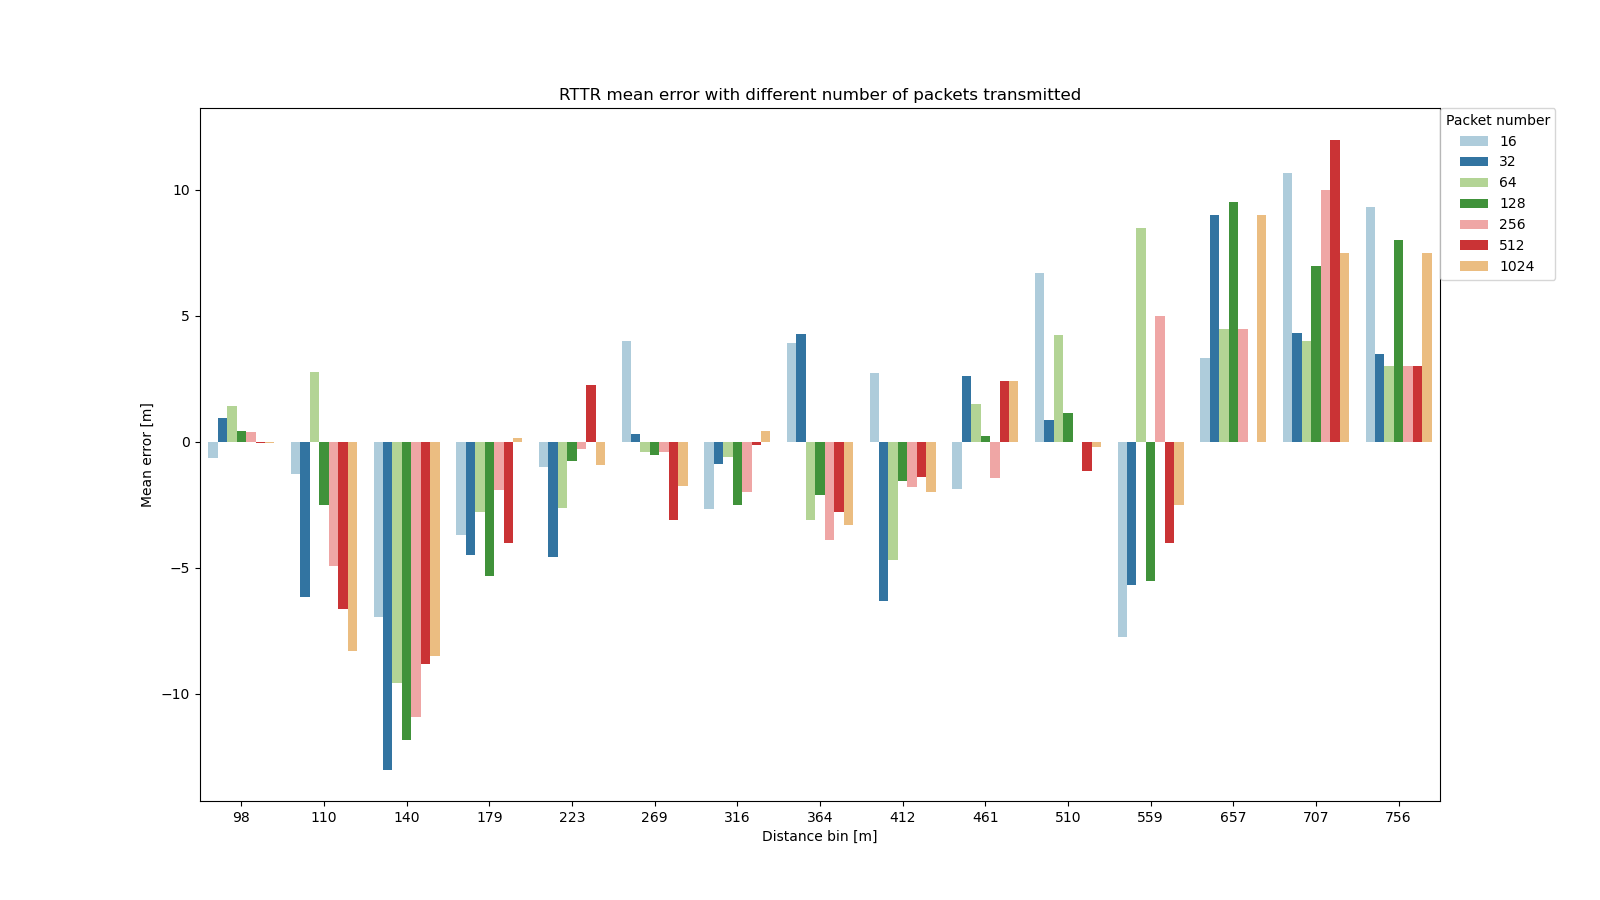 RTTR mean error with different number of packets transmitted
Packet number
16
32
64
128
256
512
1024
Mean error [m]
10
5
0
−5
−10
98 110 140 179 223 269 316 364 412 461 510 559 657 707 756
Distance bin [m]